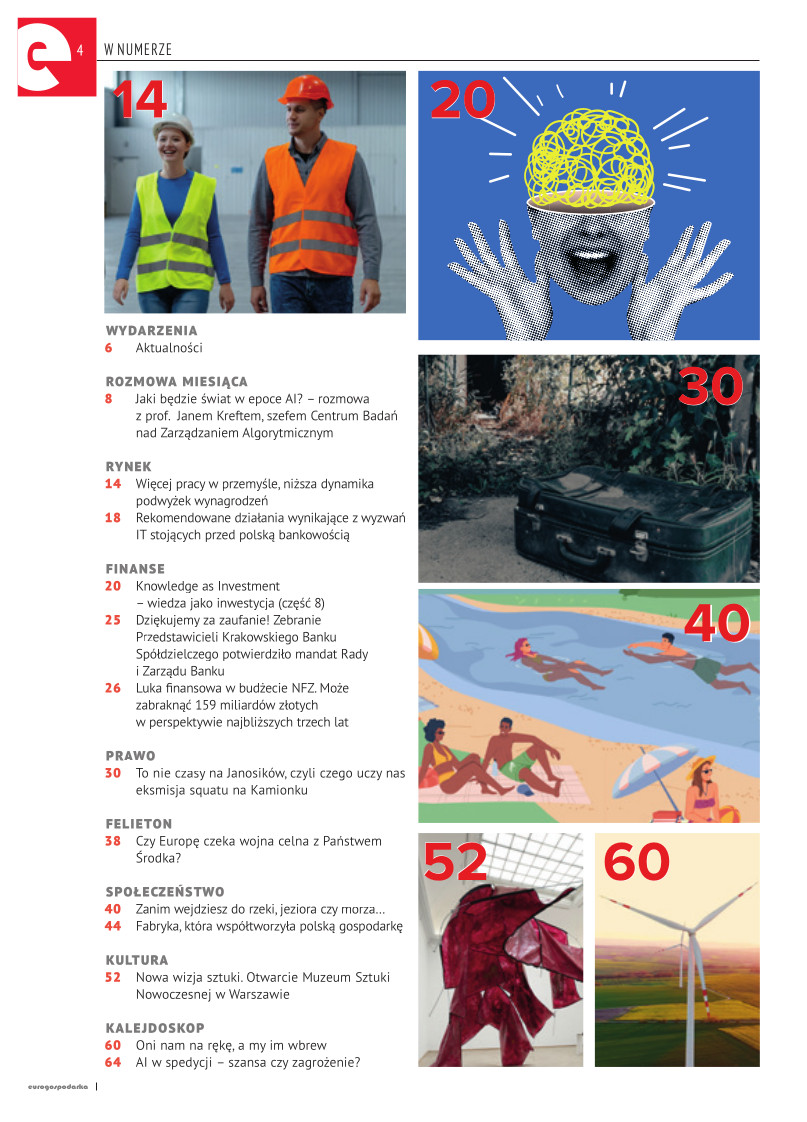 4
W NUMERZE
14
20
30
40
52
60
WYDARZENIA
6 Aktualności
ROZMOWA MIESIĄCA
8 Jaki będzie świat w epoce AI? – rozmowa
z prof. Janem Kreftem, szefem Centrum Badań
nad Zarządzaniem Algorytmicznym
RYNEK
14 Więcej pracy w przemyśle, niższa dynamika
podwyżek wynagrodzeń
18 Rekomendowane działania wynikające z wyzwań
IT stojących przed polską bankowością
FINANSE
20 Knowledge as Investment
– wiedza jako inwestycja (część 8)
25 Dziękujemy za zaufanie! Zebranie
Przedstawicieli Krakowskiego Banku
Spółdzielczego potwierdziło mandat Rady
i Zarządu Banku
26 Luka finansowa w budżecie NFZ. Może
zabraknąć 159 miliardów złotych
w perspektywie najbliższych trzech lat
PRAWO
30 To nie czasy na Janosików, czyli czego uczy nas
eksmisja squatu na Kamionku
FELIETON
38 Czy Europę czeka wojna celna z Państwem
Środka?
SPOŁECZEŃSTWO
40 Zanim wejdziesz do rzeki, jeziora czy morza...
44 Fabryka, która współtworzyła polską gospodarkę
KULTURA
52 Nowa wizja sztuki. Otwarcie Muzeum Sztuki
Nowoczesnej w Warszawie
KALEJDOSKOP
60 Oni nam na rękę, a my im wbrew
64 AI w spedycji – szansa czy zagrożenie?
eurogospodarka